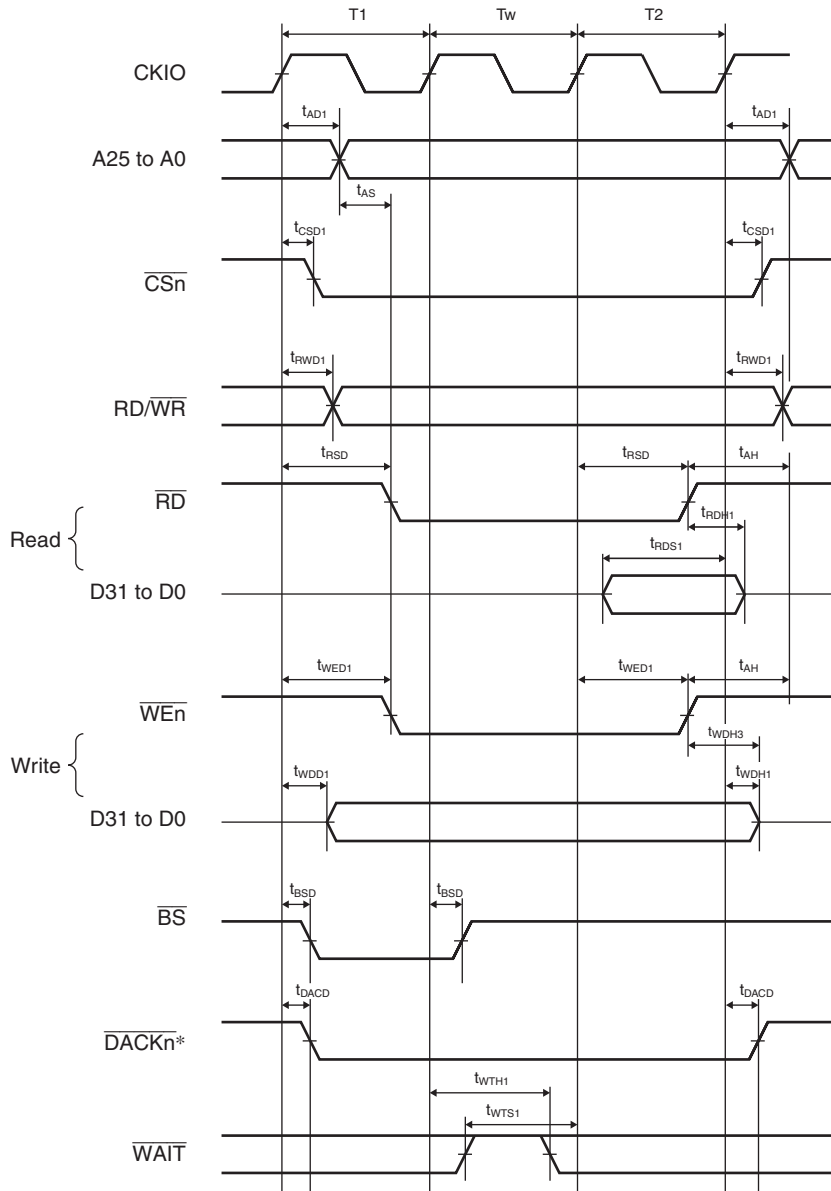 T1 Tw T2
CKIO
tAD1 tAD1
A25 to A0
tAS
tCSD1 tCSD1
CSn
tRWD1 tRWD1
RD/WR
tRSD tRSD tAH
RD
tRDH1
Read
tRDS1
D31 to D0
tWED1 tWED1 tAH
WEn
tWDH3
Write
tWDD1 tWDH1
D31 to D0
tBSD tBSD
BS
tDACD tDACD
DACKn*
tWTH1
tWTS1
WAIT